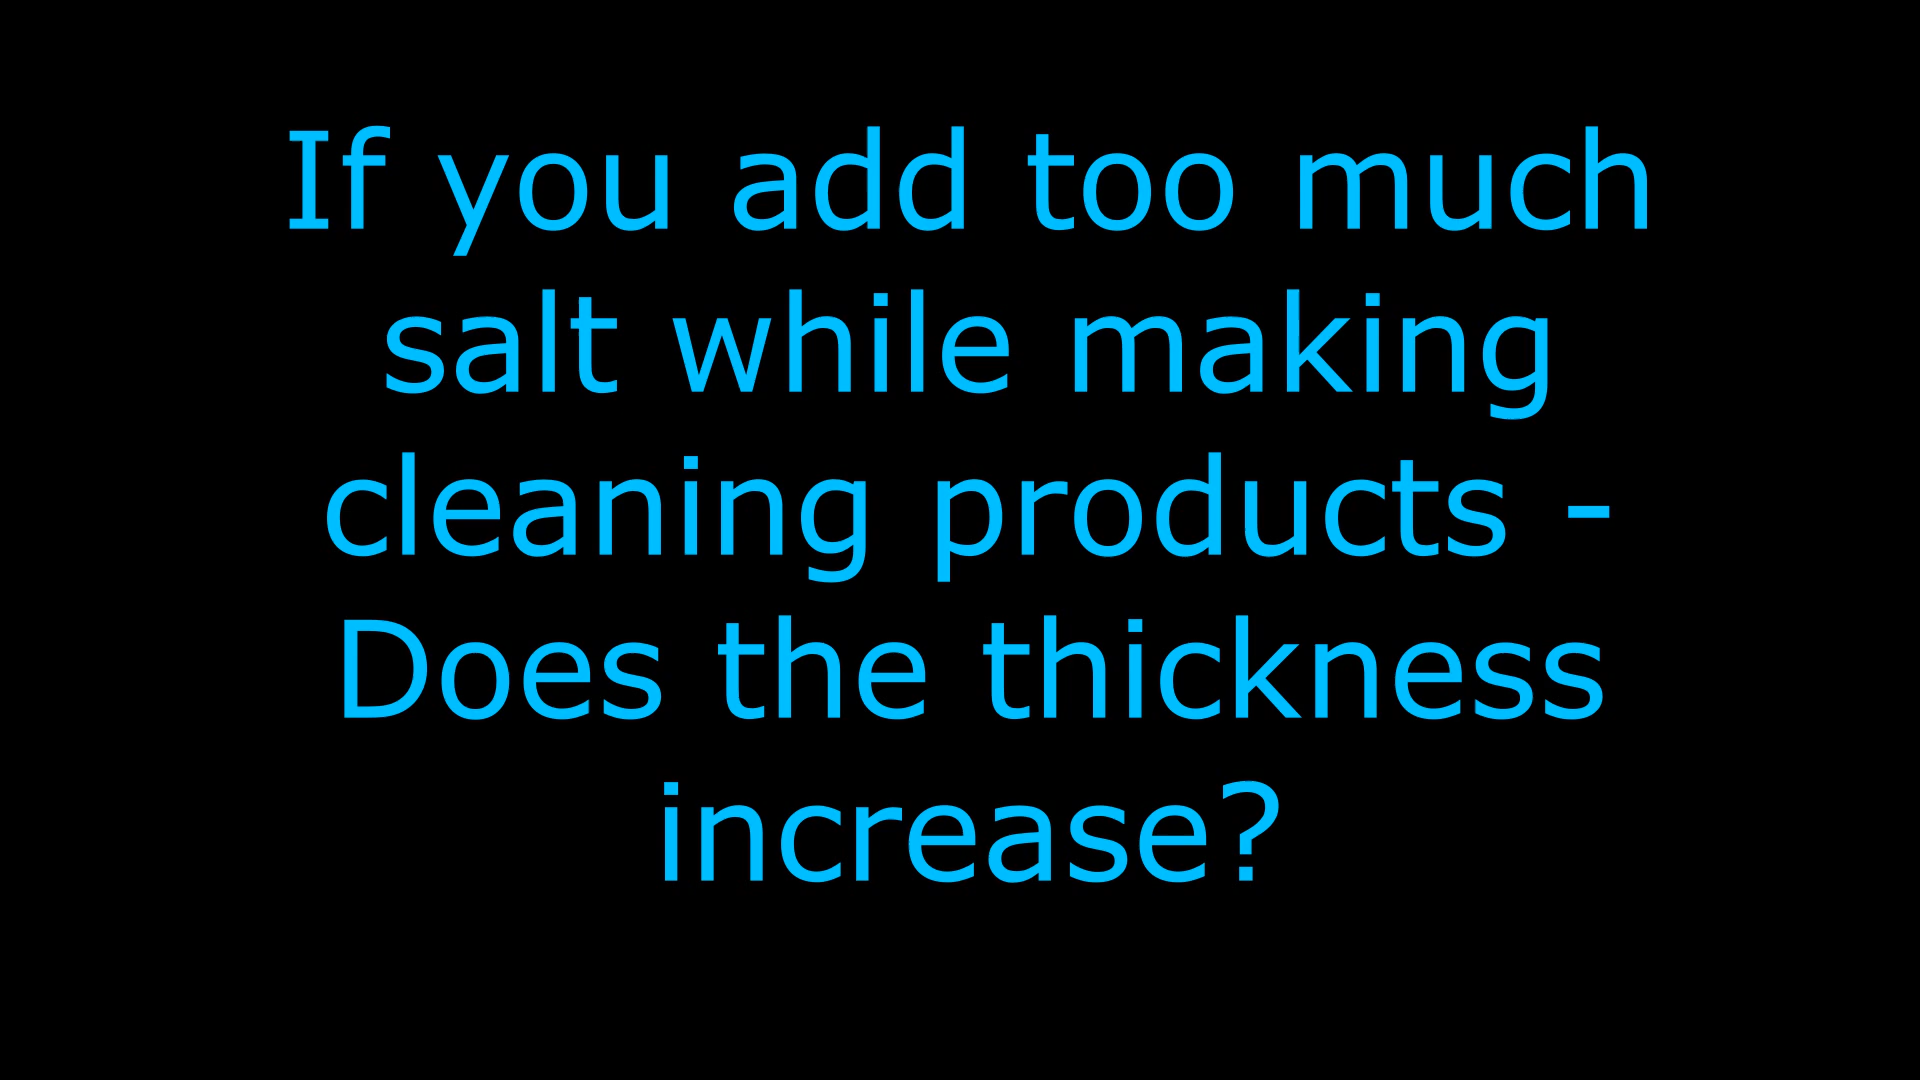 If you add too much
salt while making
cleaning products -
Does the thickness
increase?